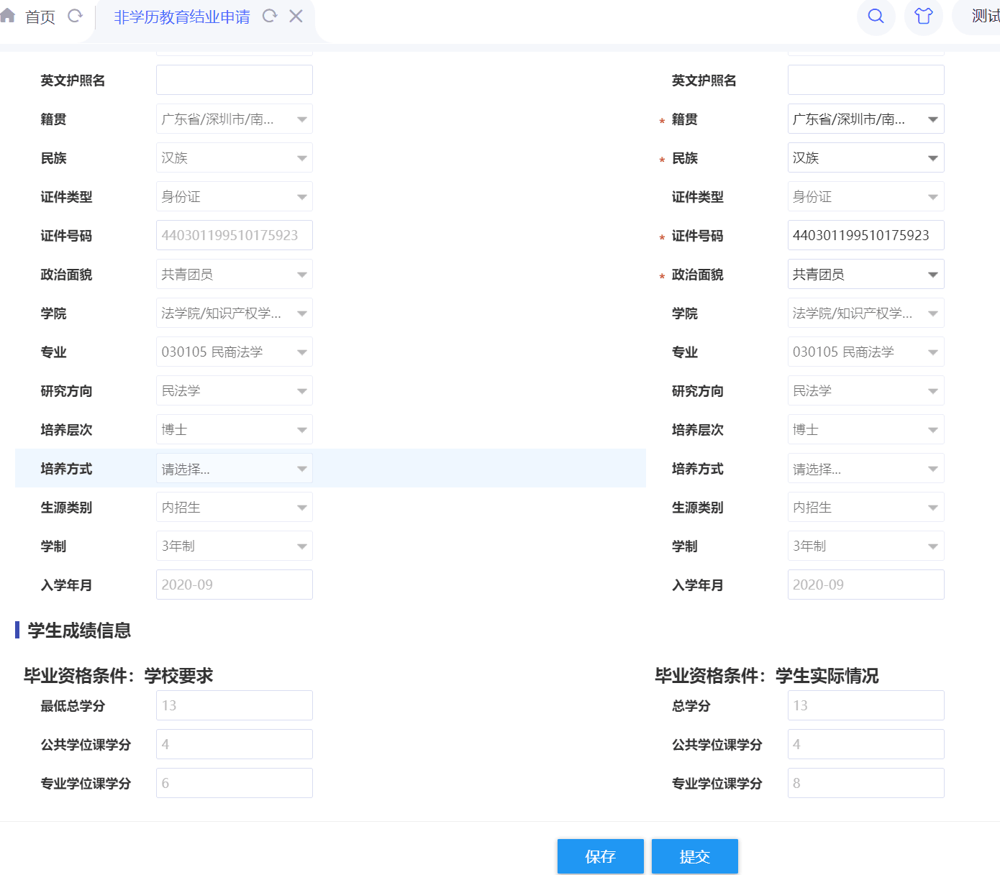 首页 非学历教育结业申请 测试
英文护照名 英文护照名
籍贯 广东省/深圳市/南... * 籍贯 广东省/深圳市/南...
民族 汉族 * 民族 汉族
证件类型 身份证 证件类型 身份证
证件号码 440301199510175923 * 证件号码 440301199510175923
政治面貌 共青团员 * 政治面貌 共青团员
学院 法学院/知识产权学... 学院 法学院/知识产权学...
专业 030105 民商法学 专业 030105 民商法学
研究方向 民法学 研究方向 民法学
培养层次 博士 培养层次 博士
培养方式 请选择... 培养方式 请选择...
生源类别 内招生 生源类别 内招生
学制 3年制 学制 3年制
入学年月 2020-09 入学年月 2020-09
学生成绩信息
毕业资格条件：学校要求 毕业资格条件：学生实际情况
最低总学分 13 总学分 13
公共学位课学分 4 公共学位课学分 4
专业学位课学分 6 专业学位课学分 8
保存 提交